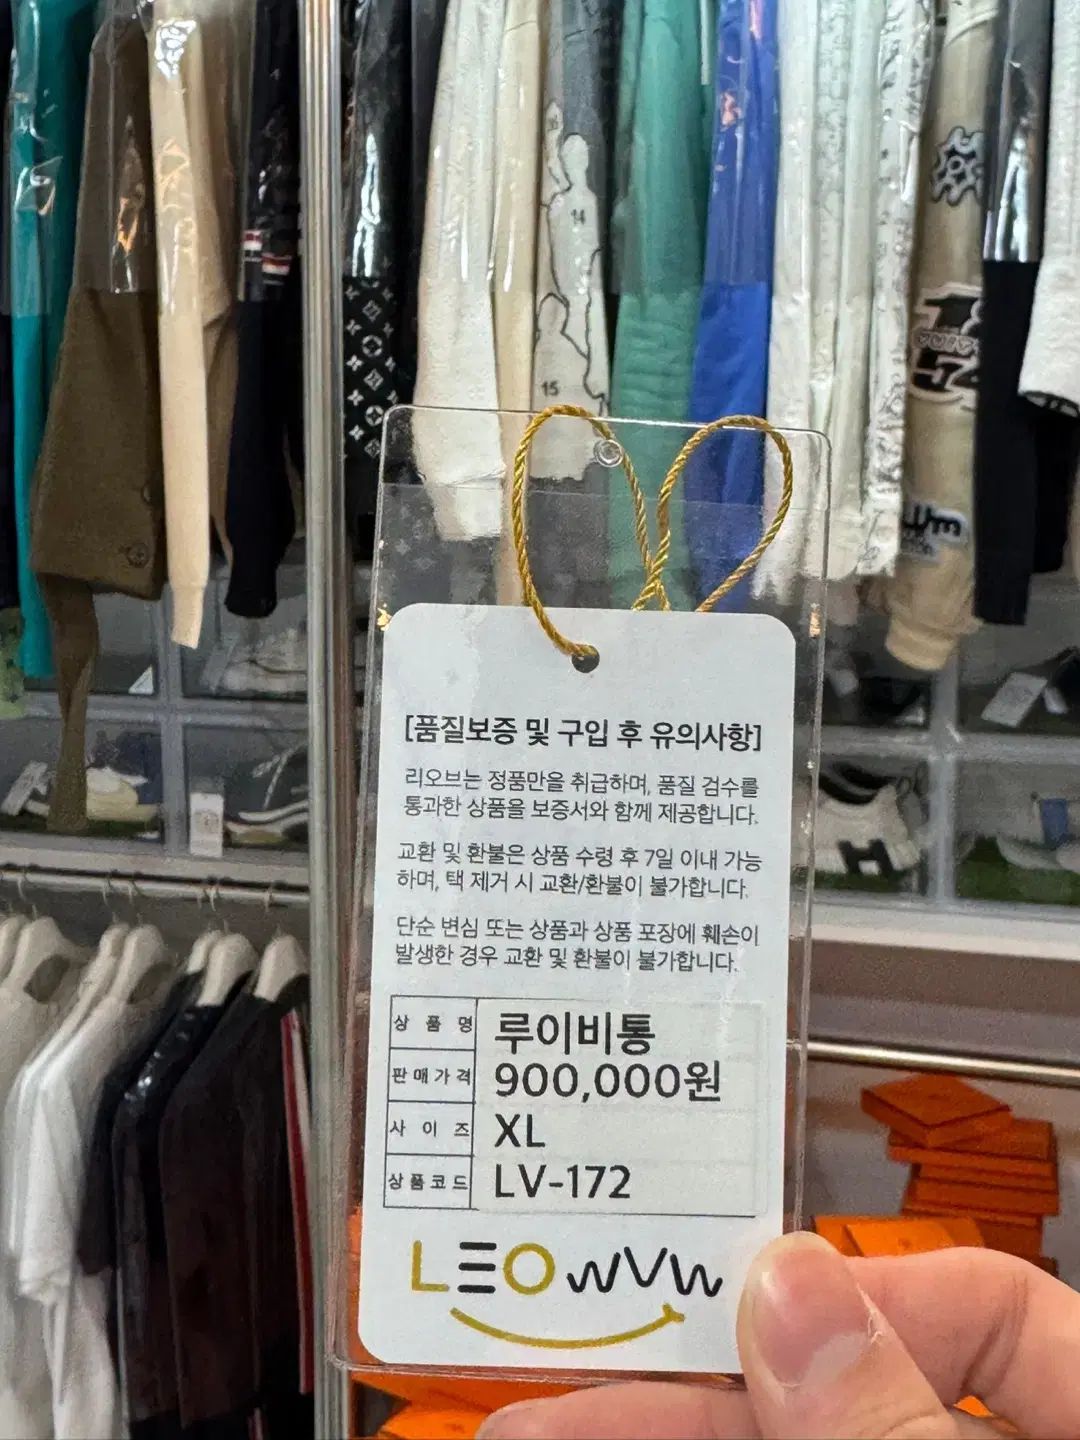 14
15
[품질보증 및 구입 후 유의사항]
리오브는 정품만을 취급하며, 품질 검수를
통과한 상품을 보증서와 함께 제공합니다.
교환 및 환불은 상품 수령 후 7일 이내 가능
하며, 택 제거 시 교환/환불이 불가합니다.
단순 변심 또는 상품과 상품 포장에 훼손이
발생한 경우 교환 및 환불이 불가합니다.
상품명 루이비통
판매가격 900,000원
사이즈 XL
상품코드 LV-172
LEO wvw